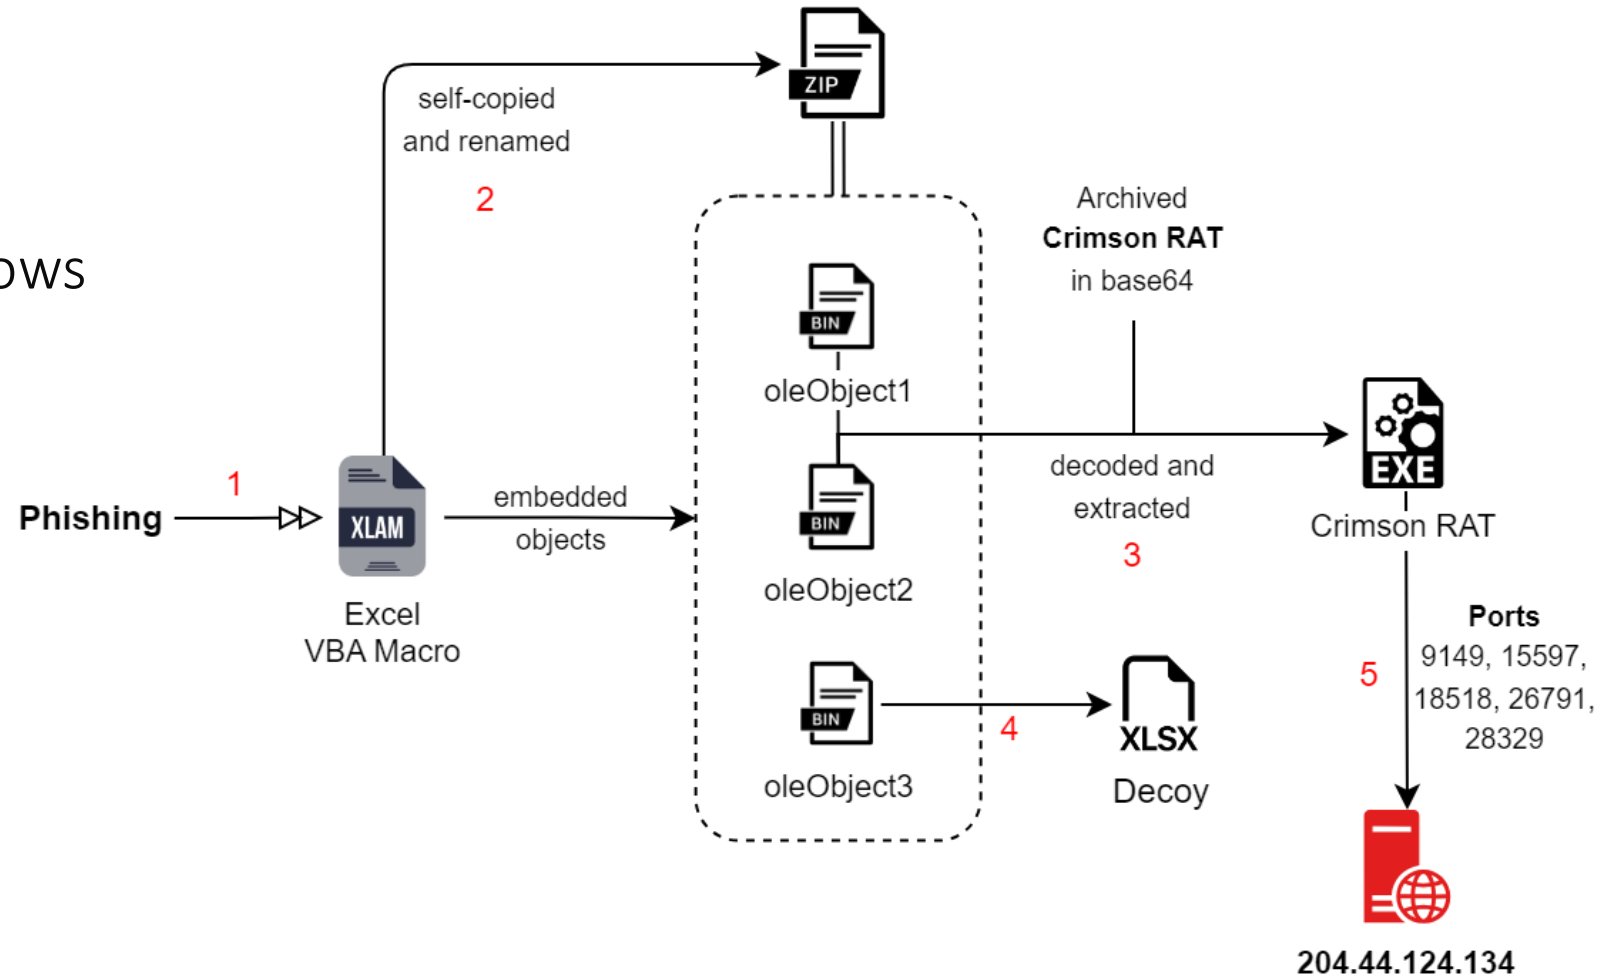 ZIP
self-copied
and renamed
2
Archived
Crimson RAT
in base64
ows
BIN
oleObject1
decoded and
extracted
3
EXE
Crimson RAT
1
Phishing
XLAM
embedded
objects
BIN
oleObject2
Excel
VBA Macro
Ports
9149, 15597,
18518, 26791,
28329
5
BIN
oleObject3
4
XLSX
Decoy
204.44.124.134